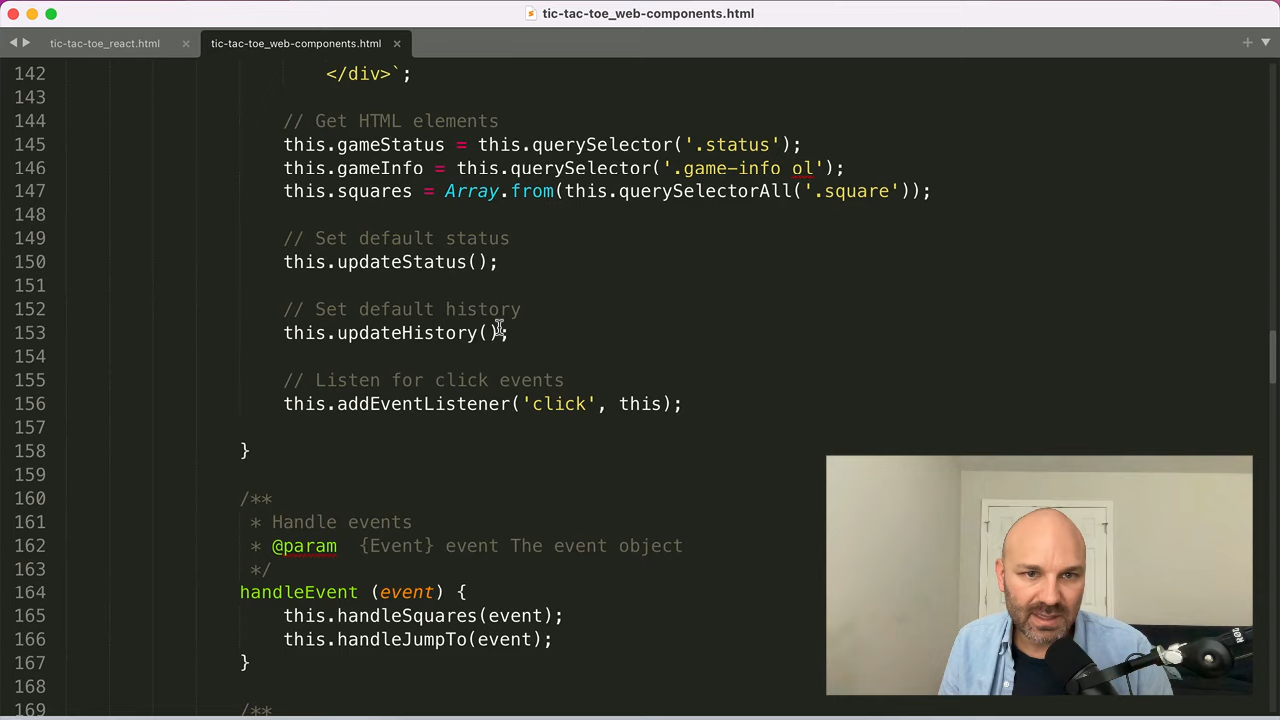 tic-tac-toe_web-components.html
tic-tac-toe_react.html × tic-tac-toe_web-components.html ×
142 </div>`;
143
144 // Get HTML elements
145 this.gameStatus = this.querySelector('.status');
146 this.gameInfo = this.querySelector('.game-info ol');
147 this.squares = Array.from(this.querySelectorAll('.square'));
148
149 // Set default status
150 this.updateStatus();
151
152 // Set default history
153 this.updateHistory();
154
155 // Listen for click events
156 this.addEventListener('click', this);
157
158 }
159
160 /**
161 * Handle events
162 * @param {Event} event The event object
163 */
164 handleEvent (event) {
165 this.handleSquares(event);
166 this.handleJumpTo(event);
167 }
168
169 /**